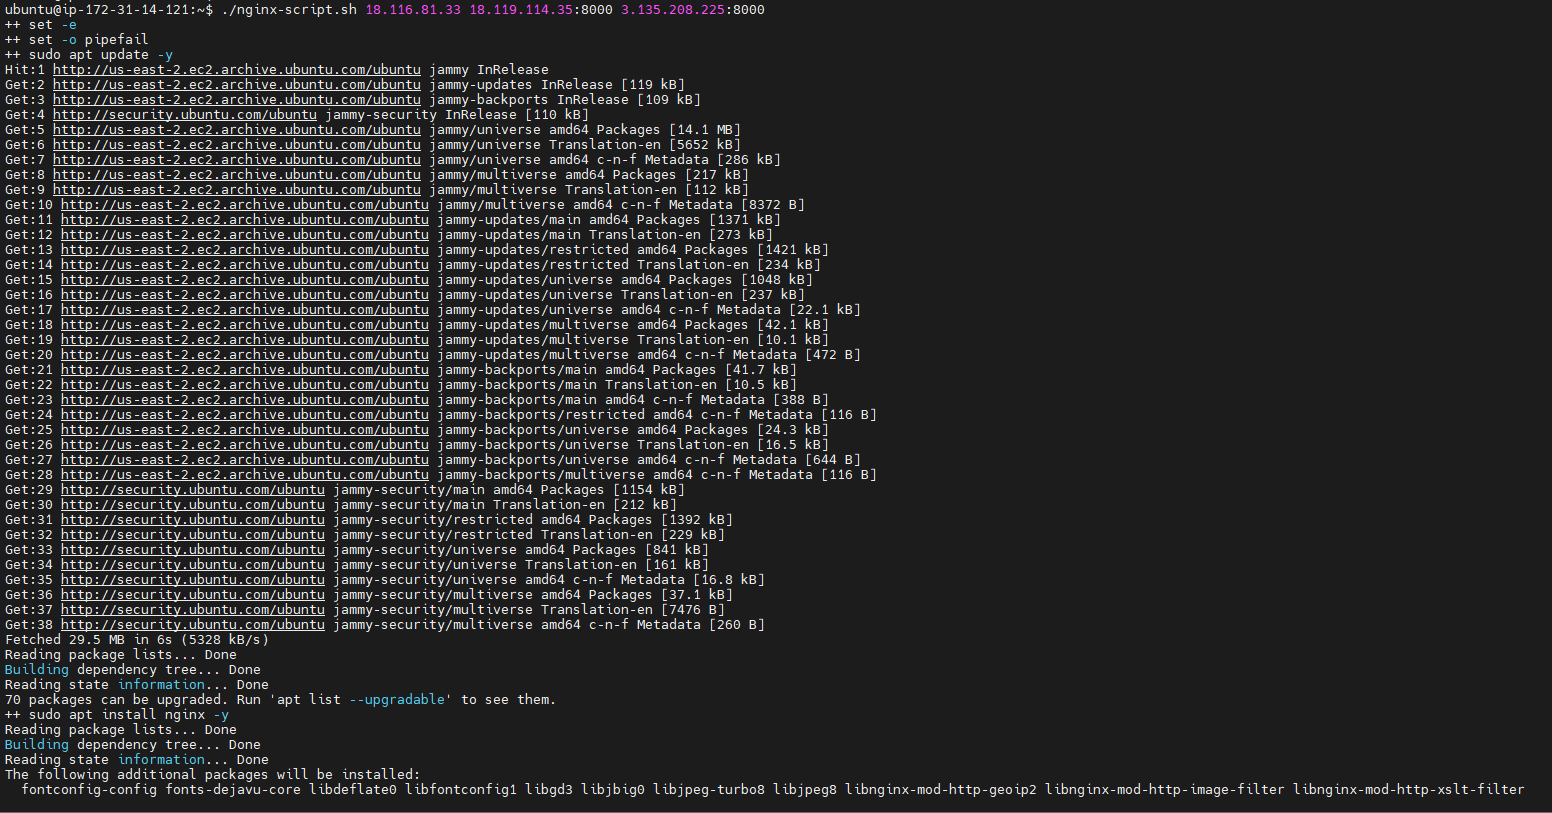 ubuntu@ip-172-31-14-121:~$ ./nginx-script.sh 18.116.81.33 18.119.114.35:8000 3.135.208.225:8000
++ set -e
++ set -o pipefail
++ sudo apt update -y
Hit:1 http://us-east-2.ec2.archive.ubuntu.com/ubuntu jammy InRelease
Get:2 http://us-east-2.ec2.archive.ubuntu.com/ubuntu jammy-updates InRelease [119 kB]
Get:3 http://us-east-2.ec2.archive.ubuntu.com/ubuntu jammy-backports InRelease [109 kB]
Get:4 http://security.ubuntu.com/ubuntu jammy-security InRelease [110 kB]
Get:5 http://us-east-2.ec2.archive.ubuntu.com/ubuntu jammy/universe amd64 Packages [14.1 MB]
Get:6 http://us-east-2.ec2.archive.ubuntu.com/ubuntu jammy/universe Translation-en [5652 kB]
Get:7 http://us-east-2.ec2.archive.ubuntu.com/ubuntu jammy/universe amd64 c-n-f Metadata [286 kB]
Get:8 http://us-east-2.ec2.archive.ubuntu.com/ubuntu jammy/multiverse amd64 Packages [217 kB]
Get:9 http://us-east-2.ec2.archive.ubuntu.com/ubuntu jammy/multiverse Translation-en [112 kB]
Get:10 http://us-east-2.ec2.archive.ubuntu.com/ubuntu jammy/multiverse amd64 c-n-f Metadata [8372 B]
Get:11 http://us-east-2.ec2.archive.ubuntu.com/ubuntu jammy-updates/main amd64 Packages [1371 kB]
Get:12 http://us-east-2.ec2.archive.ubuntu.com/ubuntu jammy-updates/main Translation-en [273 kB]
Get:13 http://us-east-2.ec2.archive.ubuntu.com/ubuntu jammy-updates/restricted amd64 Packages [1421 kB]
Get:14 http://us-east-2.ec2.archive.ubuntu.com/ubuntu jammy-updates/restricted Translation-en [234 kB]
Get:15 http://us-east-2.ec2.archive.ubuntu.com/ubuntu jammy-updates/universe amd64 Packages [1048 kB]
Get:16 http://us-east-2.ec2.archive.ubuntu.com/ubuntu jammy-updates/universe Translation-en [237 kB]
Get:17 http://us-east-2.ec2.archive.ubuntu.com/ubuntu jammy-updates/universe amd64 c-n-f Metadata [22.1 kB]
Get:18 http://us-east-2.ec2.archive.ubuntu.com/ubuntu jammy-updates/multiverse amd64 Packages [42.1 kB]
Get:19 http://us-east-2.ec2.archive.ubuntu.com/ubuntu jammy-updates/multiverse Translation-en [10.1 kB]
Get:20 http://us-east-2.ec2.archive.ubuntu.com/ubuntu jammy-updates/multiverse amd64 c-n-f Metadata [472 B]
Get:21 http://us-east-2.ec2.archive.ubuntu.com/ubuntu jammy-backports/main amd64 Packages [41.7 kB]
Get:22 http://us-east-2.ec2.archive.ubuntu.com/ubuntu jammy-backports/main Translation-en [10.5 kB]
Get:23 http://us-east-2.ec2.archive.ubuntu.com/ubuntu jammy-backports/main amd64 c-n-f Metadata [388 B]
Get:24 http://us-east-2.ec2.archive.ubuntu.com/ubuntu jammy-backports/restricted amd64 c-n-f Metadata [116 B]
Get:25 http://us-east-2.ec2.archive.ubuntu.com/ubuntu jammy-backports/universe amd64 Packages [24.3 kB]
Get:26 http://us-east-2.ec2.archive.ubuntu.com/ubuntu jammy-backports/universe Translation-en [16.5 kB]
Get:27 http://us-east-2.ec2.archive.ubuntu.com/ubuntu jammy-backports/universe amd64 c-n-f Metadata [644 B]
Get:28 http://us-east-2.ec2.archive.ubuntu.com/ubuntu jammy-backports/multiverse amd64 c-n-f Metadata [116 B]
Get:29 http://security.ubuntu.com/ubuntu jammy-security/main amd64 Packages [1154 kB]
Get:30 http://security.ubuntu.com/ubuntu jammy-security/main Translation-en [212 kB]
Get:31 http://security.ubuntu.com/ubuntu jammy-security/restricted amd64 Packages [1392 kB]
Get:32 http://security.ubuntu.com/ubuntu jammy-security/restricted Translation-en [229 kB]
Get:33 http://security.ubuntu.com/ubuntu jammy-security/universe amd64 Packages [841 kB]
Get:34 http://security.ubuntu.com/ubuntu jammy-security/universe Translation-en [161 kB]
Get:35 http://security.ubuntu.com/ubuntu jammy-security/universe amd64 c-n-f Metadata [16.8 kB]
Get:36 http://security.ubuntu.com/ubuntu jammy-security/multiverse amd64 Packages [37.1 kB]
Get:37 http://security.ubuntu.com/ubuntu jammy-security/multiverse Translation-en [7476 B]
Get:38 http://security.ubuntu.com/ubuntu jammy-security/multiverse amd64 c-n-f Metadata [260 B]
Fetched 29.5 MB in 6s (5328 kB/s)
Reading package lists... Done
Building dependency tree... Done
Reading state information... Done
70 packages can be upgraded. Run 'apt list --upgradable' to see them.
++ sudo apt install nginx -y
Reading package lists... Done
Building dependency tree... Done
Reading state information... Done
The following additional packages will be installed:
  fontconfig-config fonts-dejavu-core libdeflate0 libfontconfig1 libgd3 libjbig0 libjpeg-turbo8 libjpeg8 libnginx-mod-http-geoip2 libnginx-mod-http-image-filter libnginx-mod-http-xslt-filter